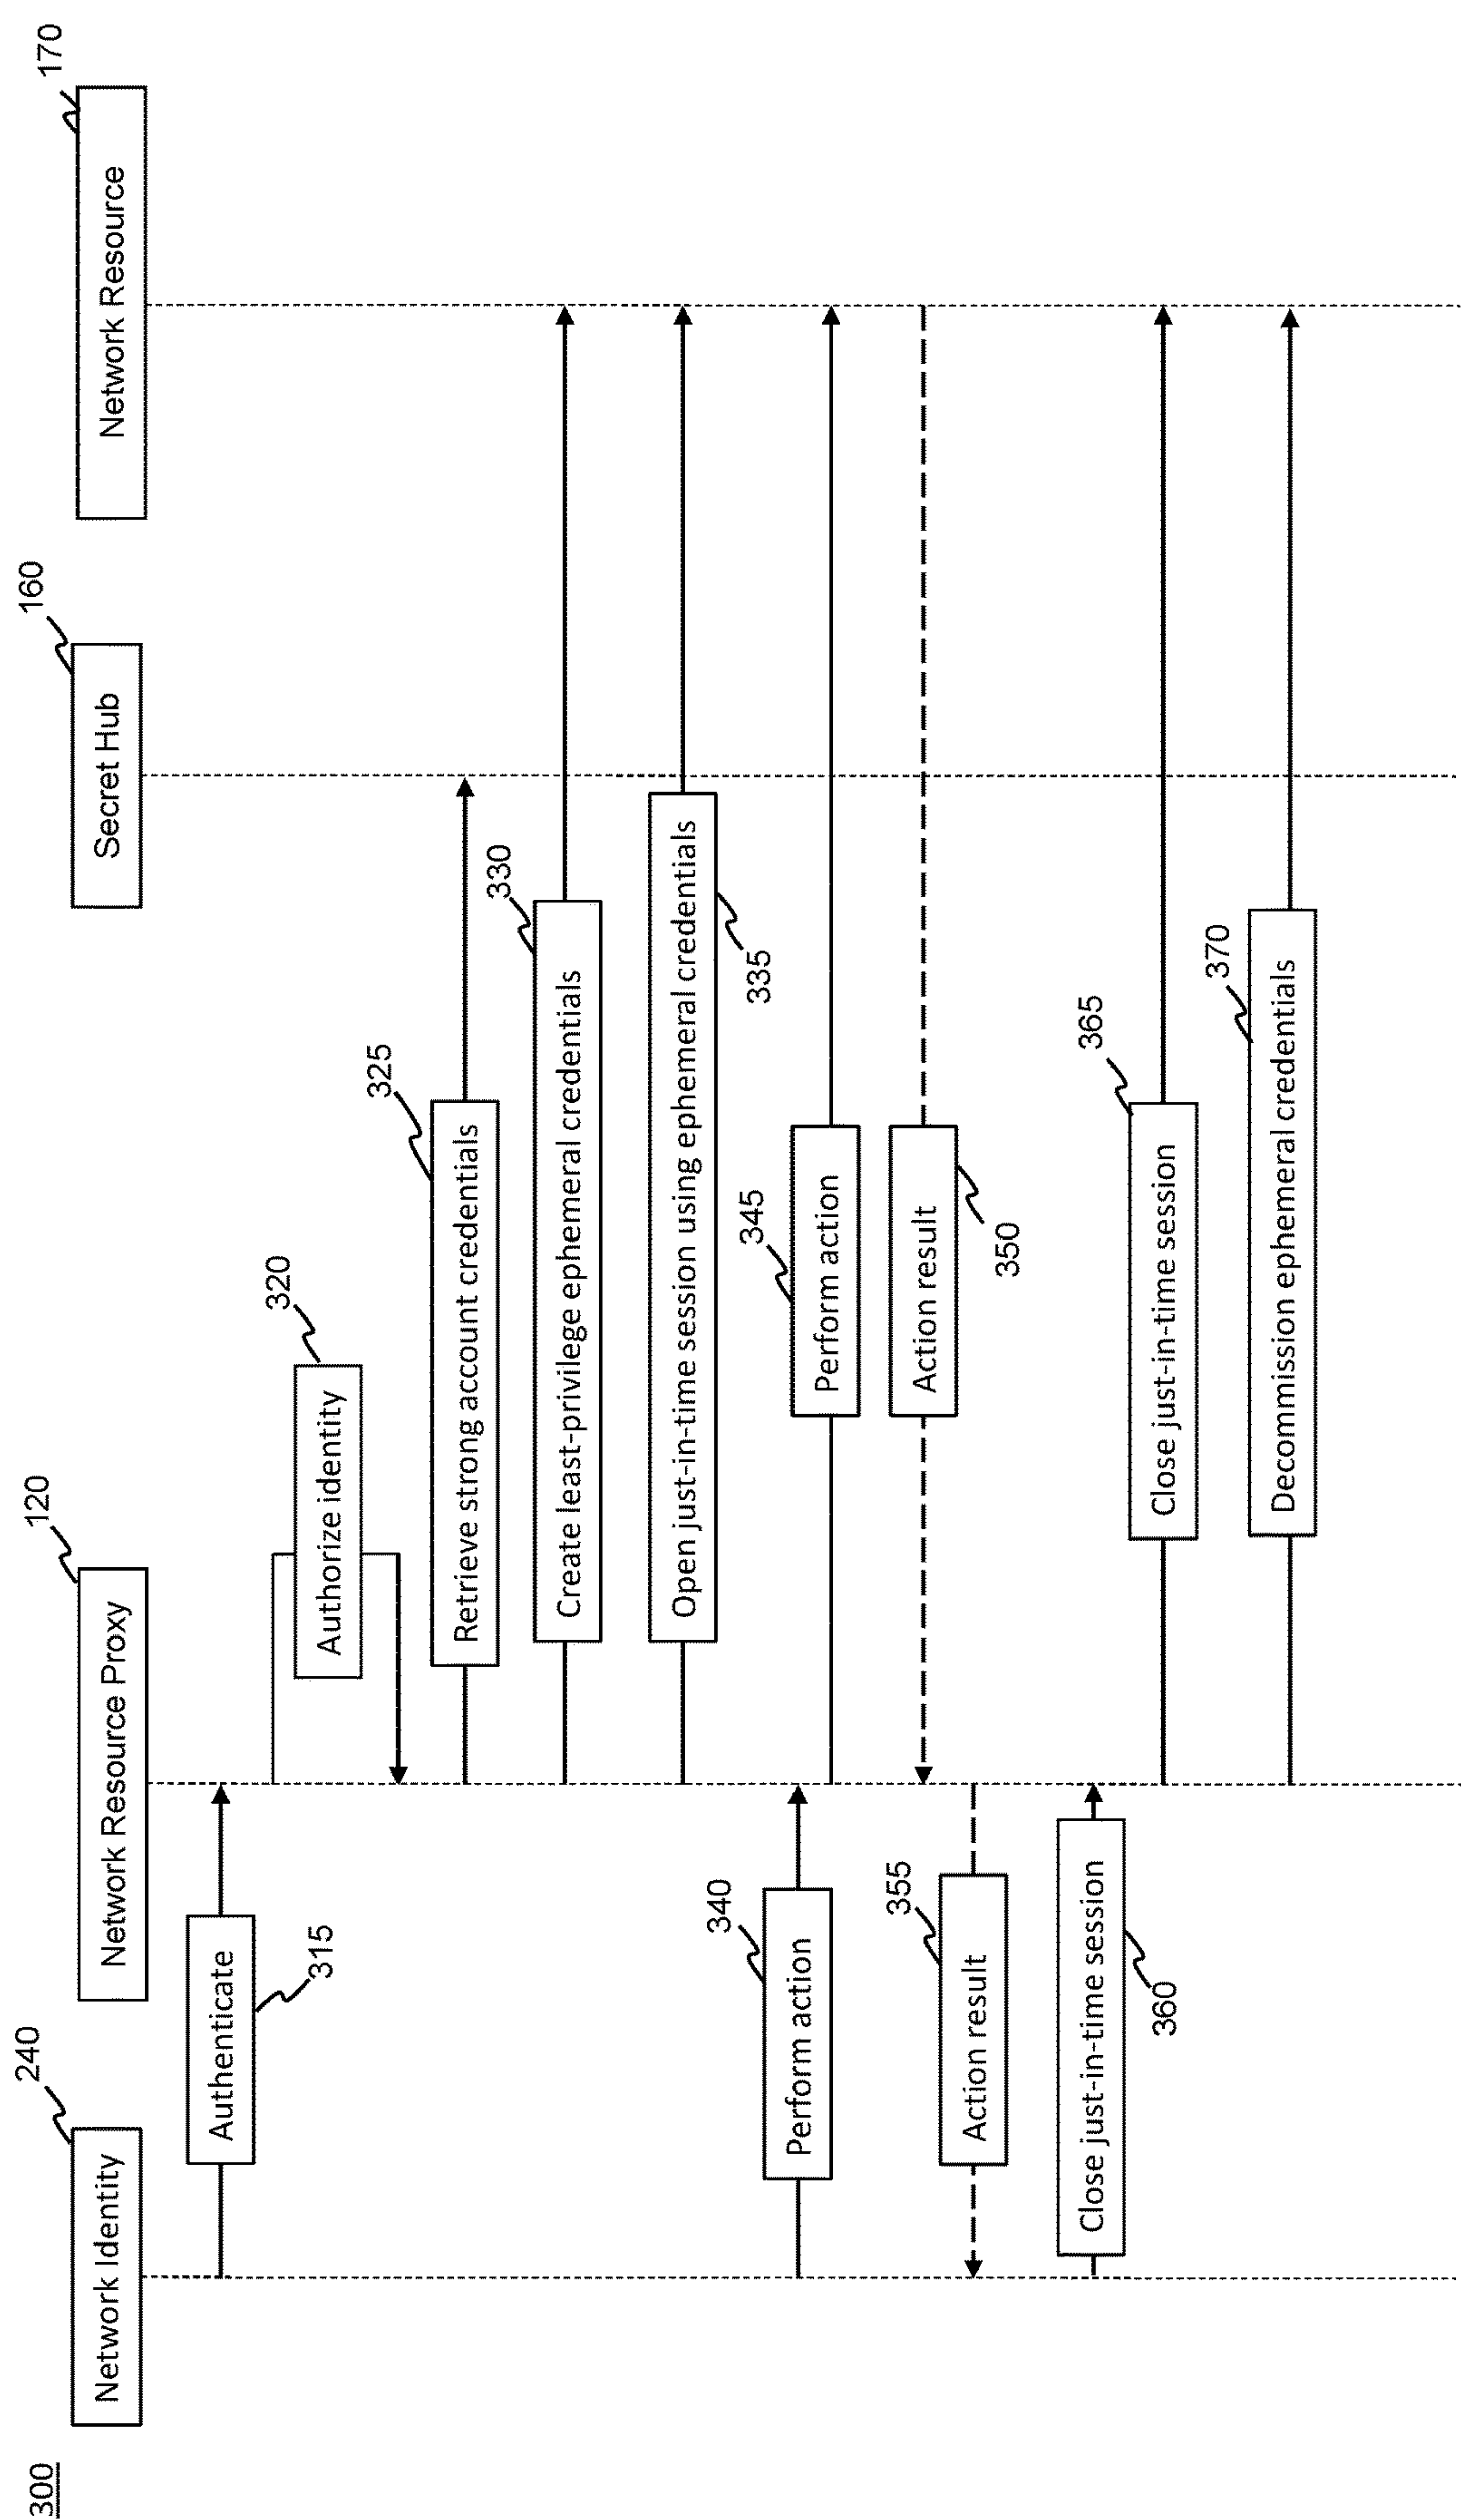 300
240
Network Identity
120
Network Resource Proxy
160
Secret Hub
170
Network Resource
Authenticate
315
320
Authorize identity
325
Retrieve strong account credentials
330
Create least-privilege ephemeral credentials
Open just-in-time session using ephemeral credentials
335
340
Perform action
345
Perform action
Action result
350
355
Action result
Close just-in-time session
360
365
Close just-in-time session
370
Decommission ephemeral credentials